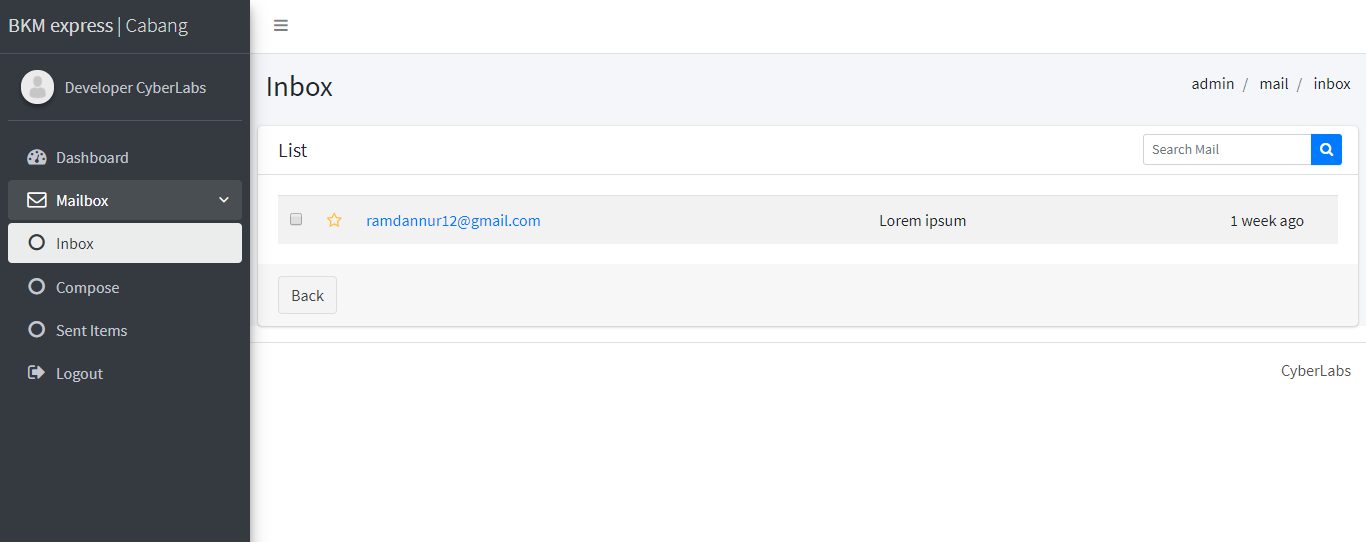 BKM express | Cabang
Developer CyberLabs
Dashboard
Mailbox
Inbox
Compose
Sent Items
Logout
Inbox
admin / mail / inbox
List
Search Mail
ramdannur12@gmail.com Lorem ipsum 1 week ago
Back
CyberLabs